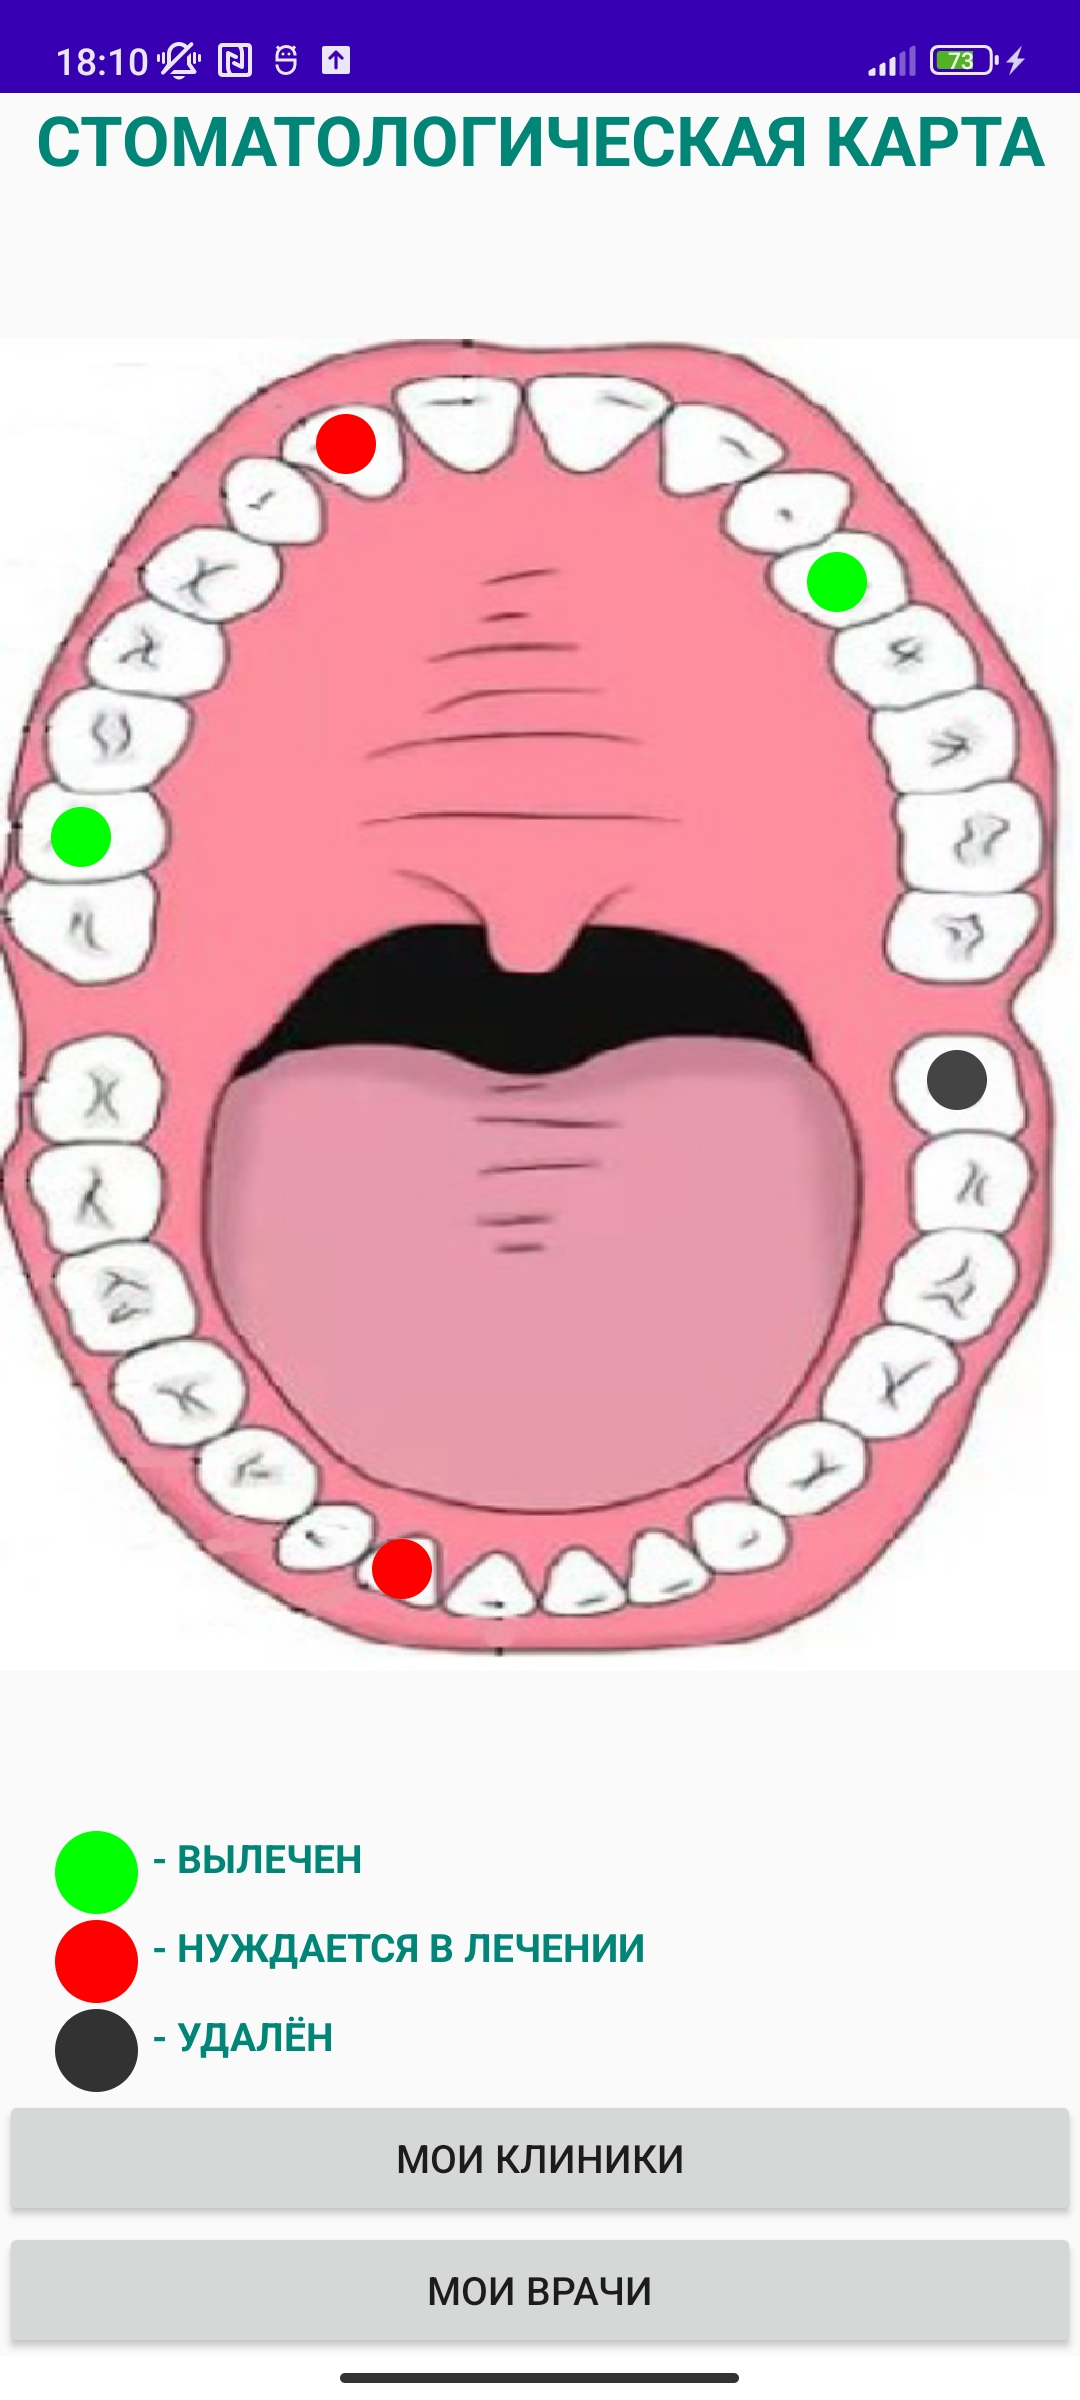 18:10
73
СТОМАТОЛОГИЧЕСКАЯ КАРТА
- ВЫЛЕЧЕН
- НУЖДАЕТСЯ В ЛЕЧЕНИИ
- УДАЛЁН
МОИ КЛИНИКИ
МОИ ВРАЧИ